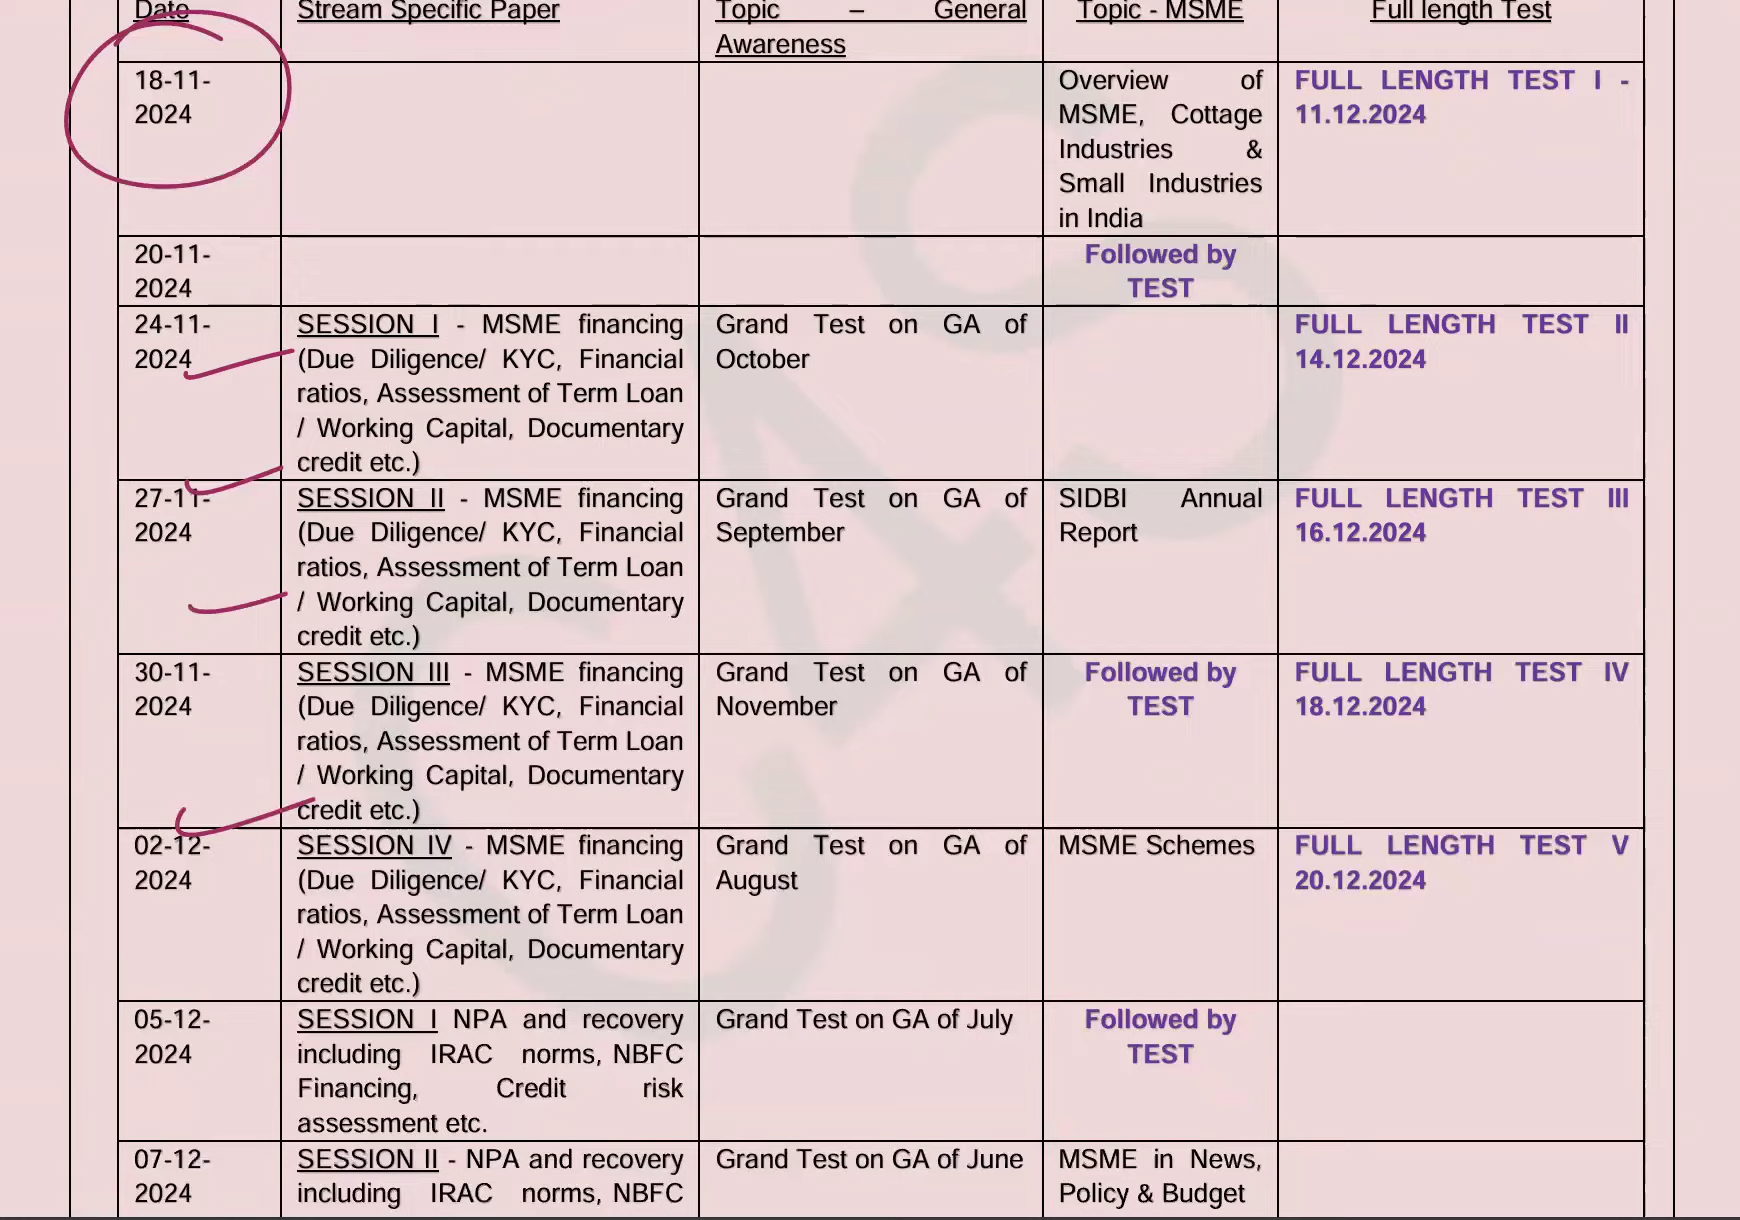 Date Stream Specific Paper Topic – General Awareness Topic - MSME Full length Test
18-11-
2024
Overview of
MSME, Cottage
Industries &
Small Industries
in India
FULL LENGTH TEST I -
11.12.2024
20-11-
2024
Followed by
TEST
24-11-
2024
SESSION I - MSME financing
(Due Diligence/ KYC, Financial
ratios, Assessment of Term Loan
/ Working Capital, Documentary
credit etc.)
Grand Test on GA of
October
FULL LENGTH TEST II
14.12.2024
27-11-
2024
SESSION II - MSME financing
(Due Diligence/ KYC, Financial
ratios, Assessment of Term Loan
/ Working Capital, Documentary
credit etc.)
Grand Test on GA of
September
SIDBI Annual
Report
FULL LENGTH TEST III
16.12.2024
30-11-
2024
SESSION III - MSME financing
(Due Diligence/ KYC, Financial
ratios, Assessment of Term Loan
/ Working Capital, Documentary
credit etc.)
Grand Test on GA of
November
Followed by
TEST
FULL LENGTH TEST IV
18.12.2024
02-12-
2024
SESSION IV - MSME financing
(Due Diligence/ KYC, Financial
ratios, Assessment of Term Loan
/ Working Capital, Documentary
credit etc.)
Grand Test on GA of
August
MSME Schemes
FULL LENGTH TEST V
20.12.2024
05-12-
2024
SESSION I NPA and recovery
including IRAC norms, NBFC
Financing, Credit risk
assessment etc.
Grand Test on GA of July
Followed by
TEST
07-12-
2024
SESSION II - NPA and recovery
including IRAC norms, NBFC
Grand Test on GA of June
MSME in News,
Policy & Budget